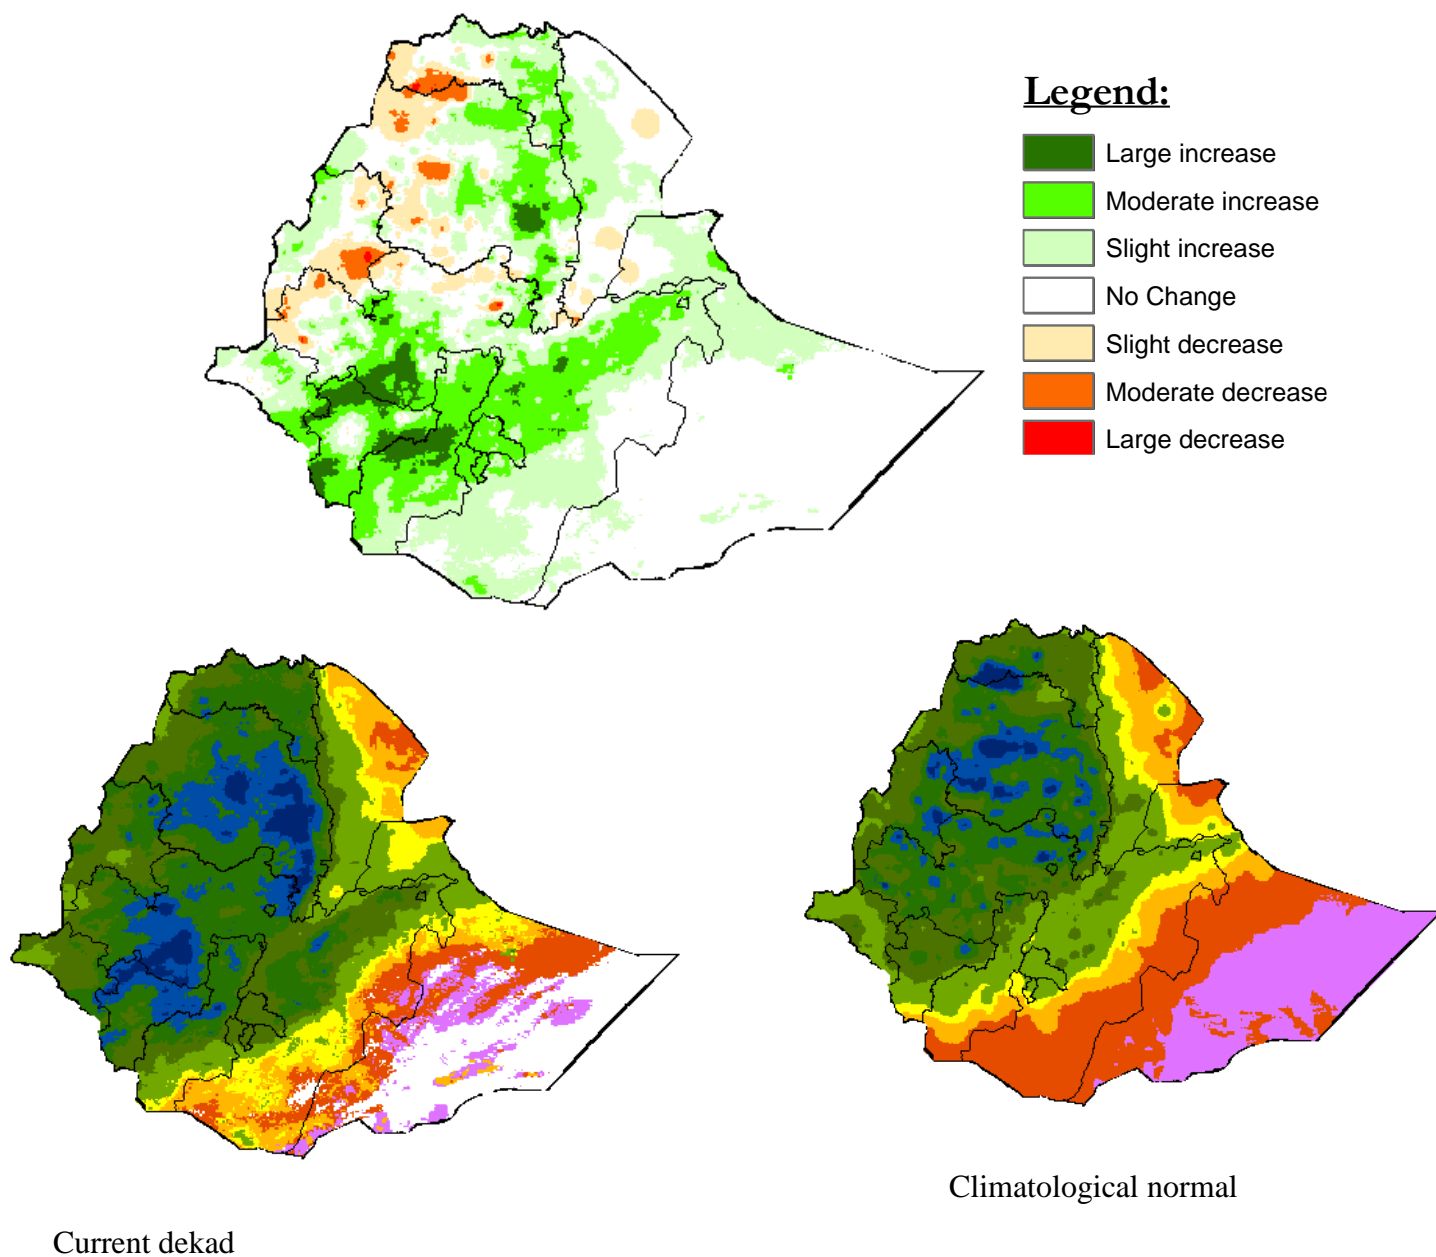 Legend:
Large increase
Moderate increase
Slight increase
No Change
Slight decrease
Moderate decrease
Large decrease
Climatological normal
Current dekad